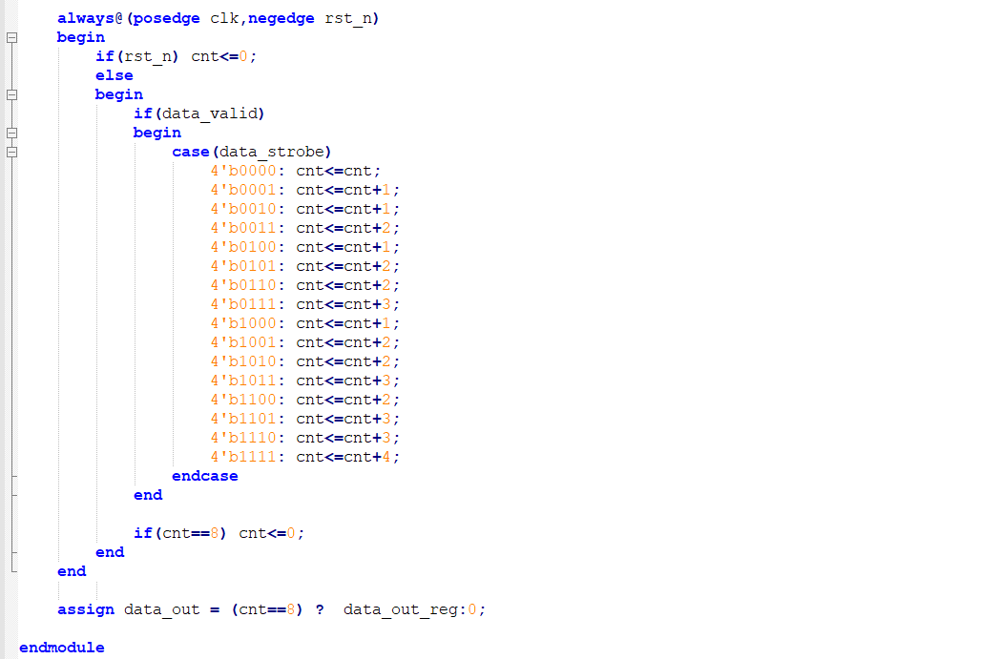 always@(posedge clk,negedge rst_n)
begin
if(rst_n) cnt<=0;
else
begin
if(data_valid)
begin
case(data_strobe)
4'b0000: cnt<=cnt;
4'b0001: cnt<=cnt+1;
4'b0010: cnt<=cnt+1;
4'b0011: cnt<=cnt+2;
4'b0100: cnt<=cnt+1;
4'b0101: cnt<=cnt+2;
4'b0110: cnt<=cnt+2;
4'b0111: cnt<=cnt+3;
4'b1000: cnt<=cnt+1;
4'b1001: cnt<=cnt+2;
4'b1010: cnt<=cnt+2;
4'b1011: cnt<=cnt+3;
4'b1100: cnt<=cnt+2;
4'b1101: cnt<=cnt+3;
4'b1110: cnt<=cnt+3;
4'b1111: cnt<=cnt+4;
endcase
end
if(cnt==8) cnt<=0;
end
end
assign data_out = (cnt==8) ?  data_out_reg:0;
endmodule